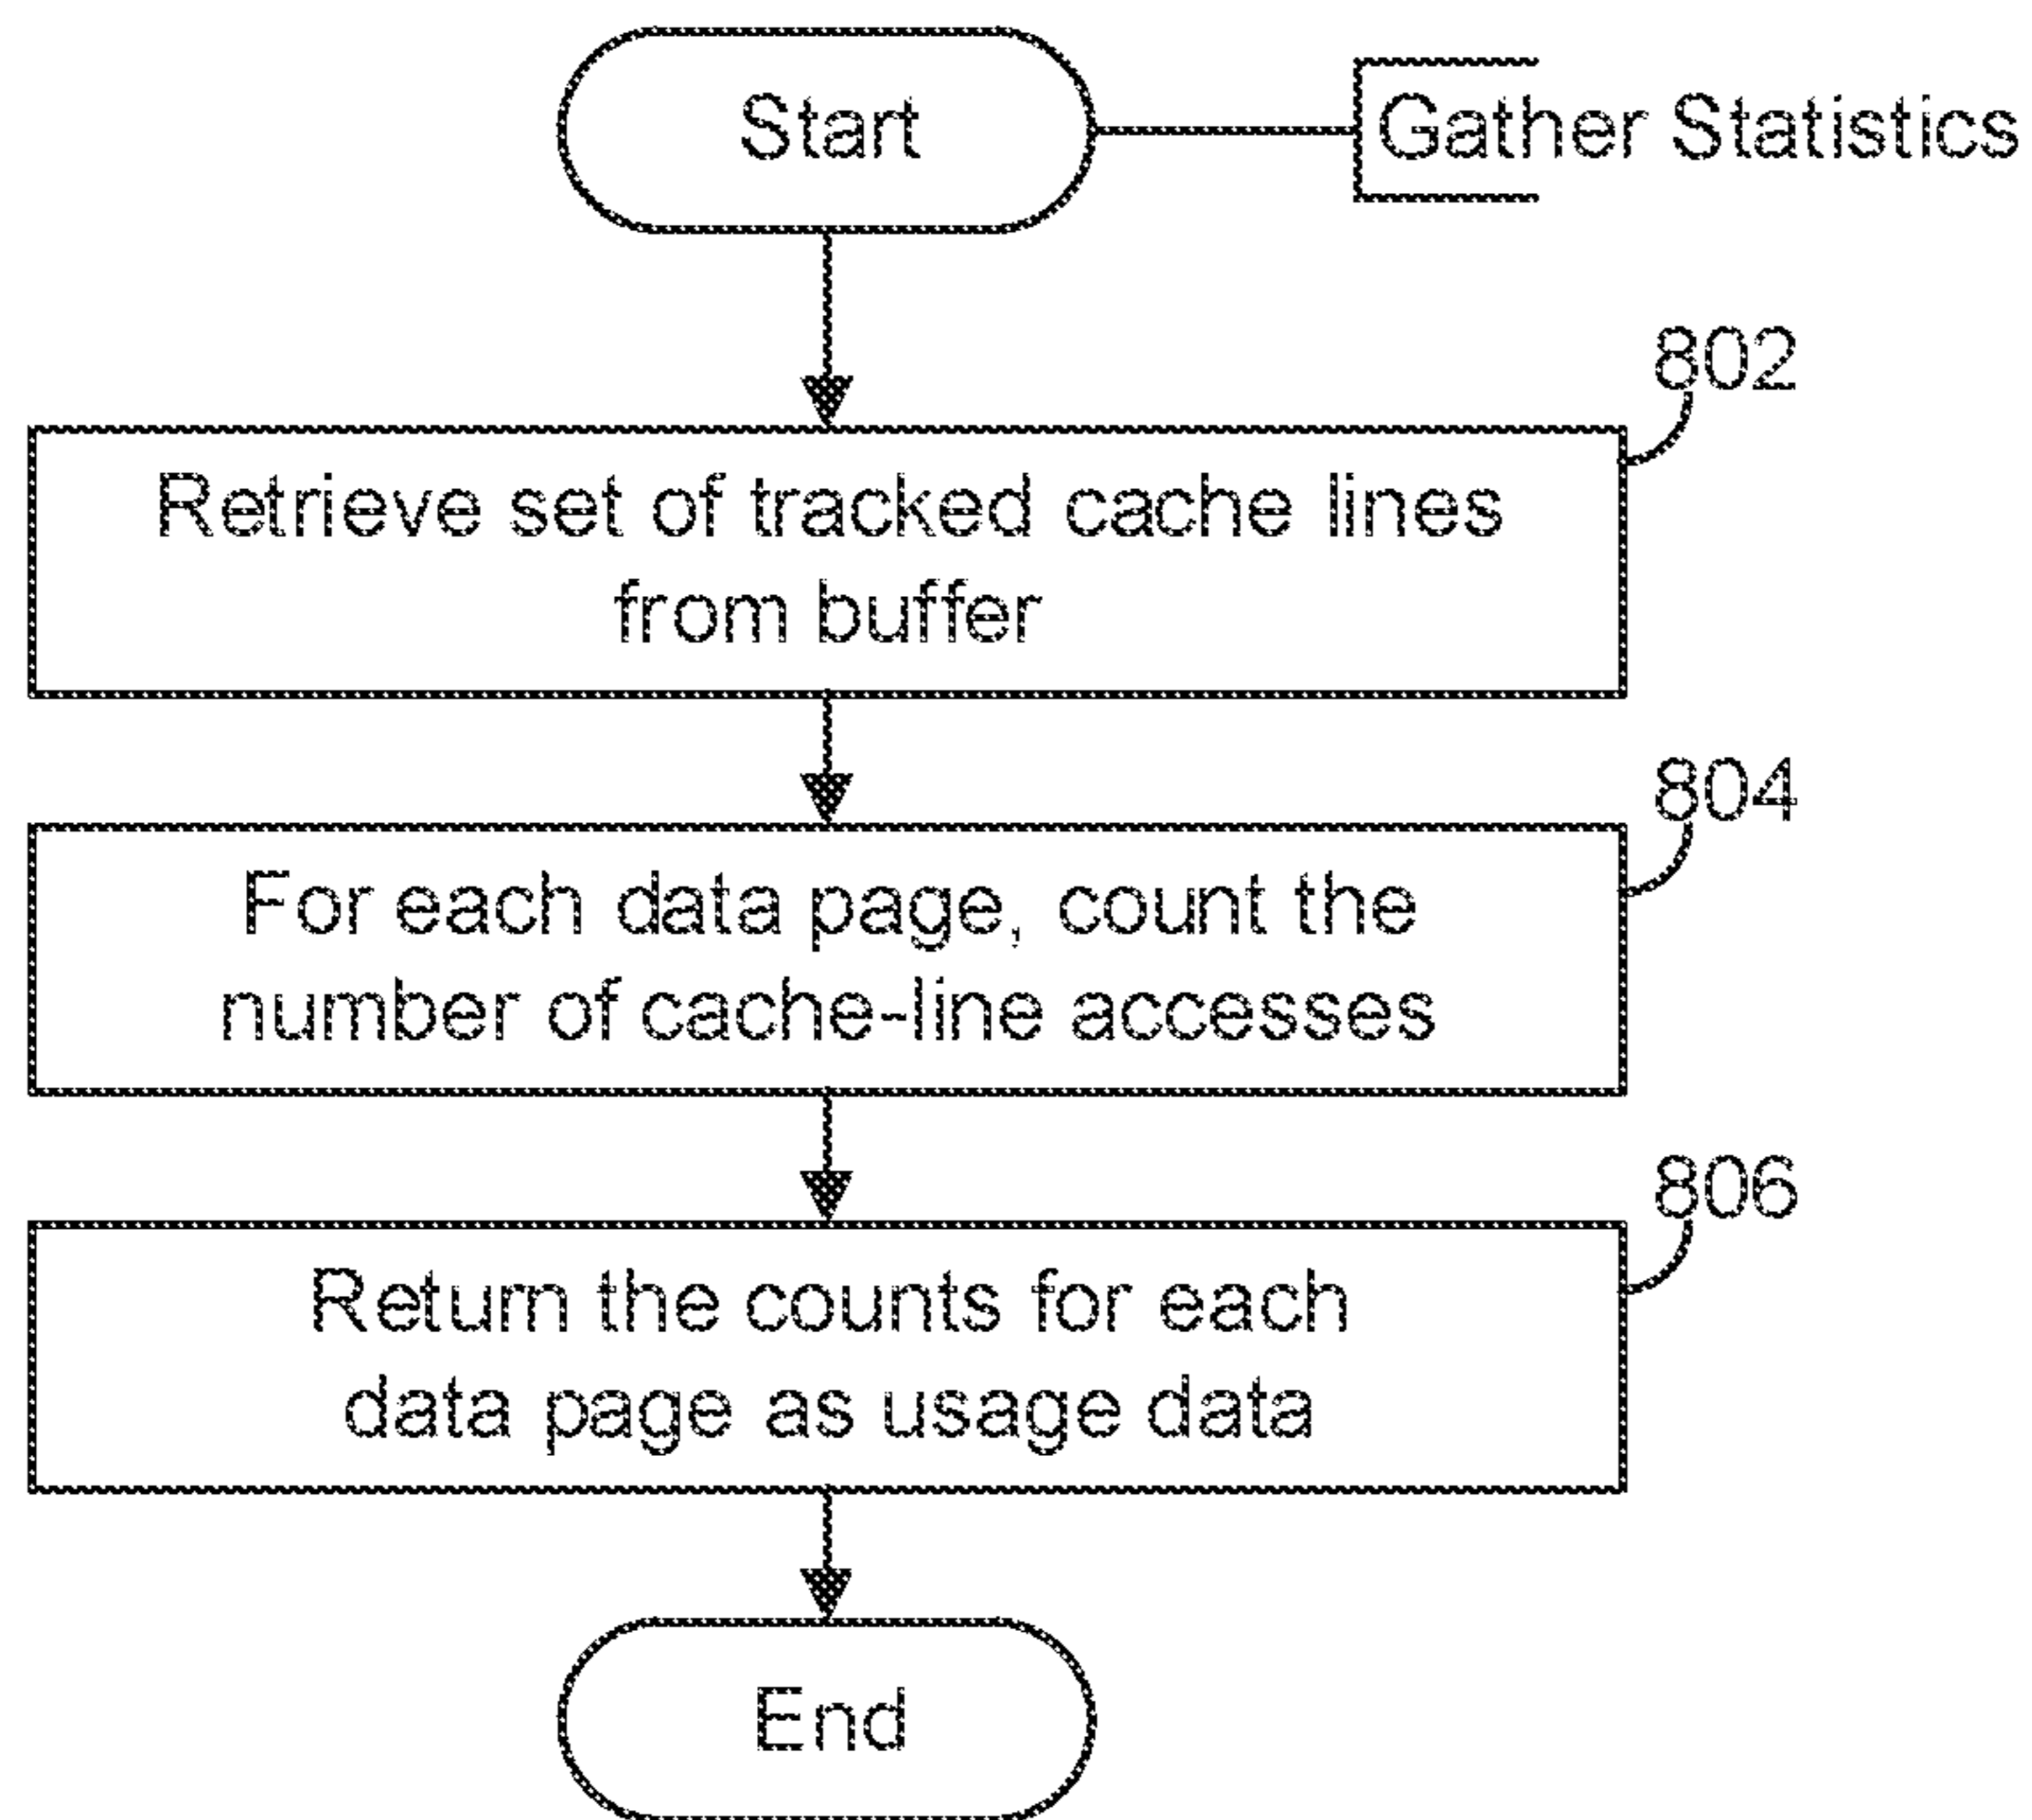 Start
Gather Statistics
802
Retrieve set of tracked cache lines
from buffer
804
For each data page, count the
number of cache-line accesses
806
Return the counts for each
data page as usage data
End